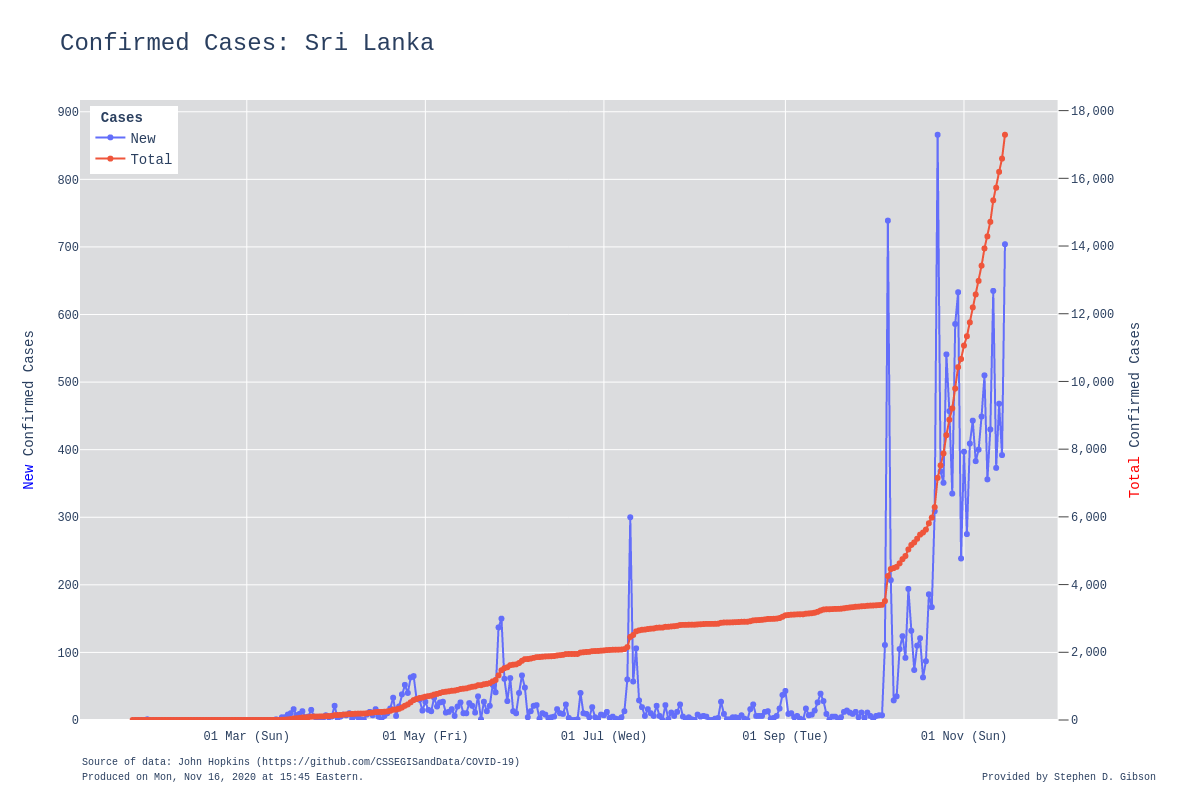 Confirmed Cases: Sri Lanka
Cases
New
Total
900
800
700
600
500
400
300
200
100
0
18,000
16,000
14,000
12,000
10,000
8,000
6,000
4,000
2,000
0
New Confirmed Cases
Total Confirmed Cases
01 Mar (Sun)
01 May (Fri)
01 Jul (Wed)
01 Sep (Tue)
01 Nov (Sun)
Source of data: John Hopkins (https://github.com/CSSEGISandData/COVID-19)
Produced on Mon, Nov 16, 2020 at 15:45 Eastern.
Provided by Stephen D. Gibson